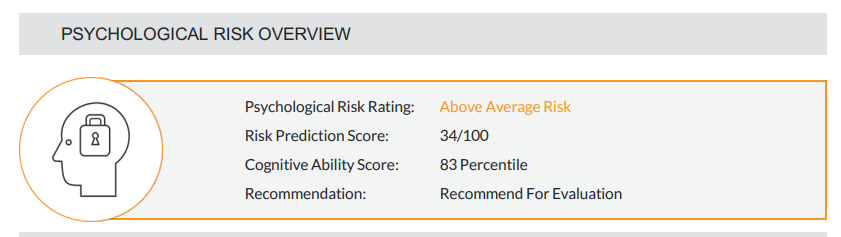 PSYCHOLOGICAL RISK OVERVIEW
Psychological Risk Rating: Above Average Risk
Risk Prediction Score: 34/100
Cognitive Ability Score: 83 Percentile
Recommendation: Recommend For Evaluation